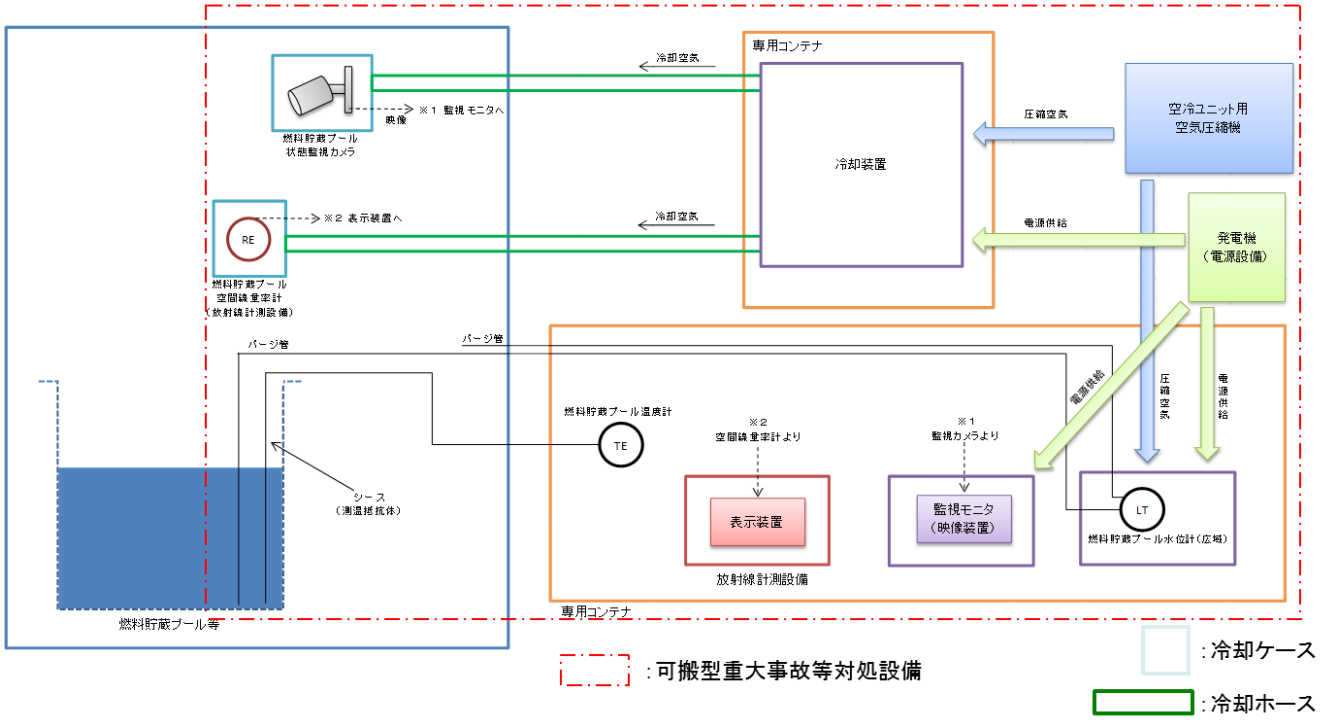 専用コンテナ
冷却空気
※１ 監視モニタへ
映像
燃料貯蔵プール
状態監視カメラ
冷却装置
圧縮空気
空冷ユニット用
空気圧縮機
※２ 表示装置へ
RE
冷却空気
電源供給
発電機
（電源設備）
燃料貯蔵プール
空間線量率計
（放射線計測設備）
パージ管
パージ管
電源供給
圧縮空気
電源供給
燃料貯蔵プール温度計
TE
※２
空間線量率計より
※１
監視カメラより
シース
（測温抵抗体）
表示装置
監視モニタ
（映像装置）
LT
燃料貯蔵プール水位計（広域）
放射線計測設備
専用コンテナ
燃料貯蔵プール等
：可搬型重大事故等対処設備
：冷却ケース
：冷却ホース